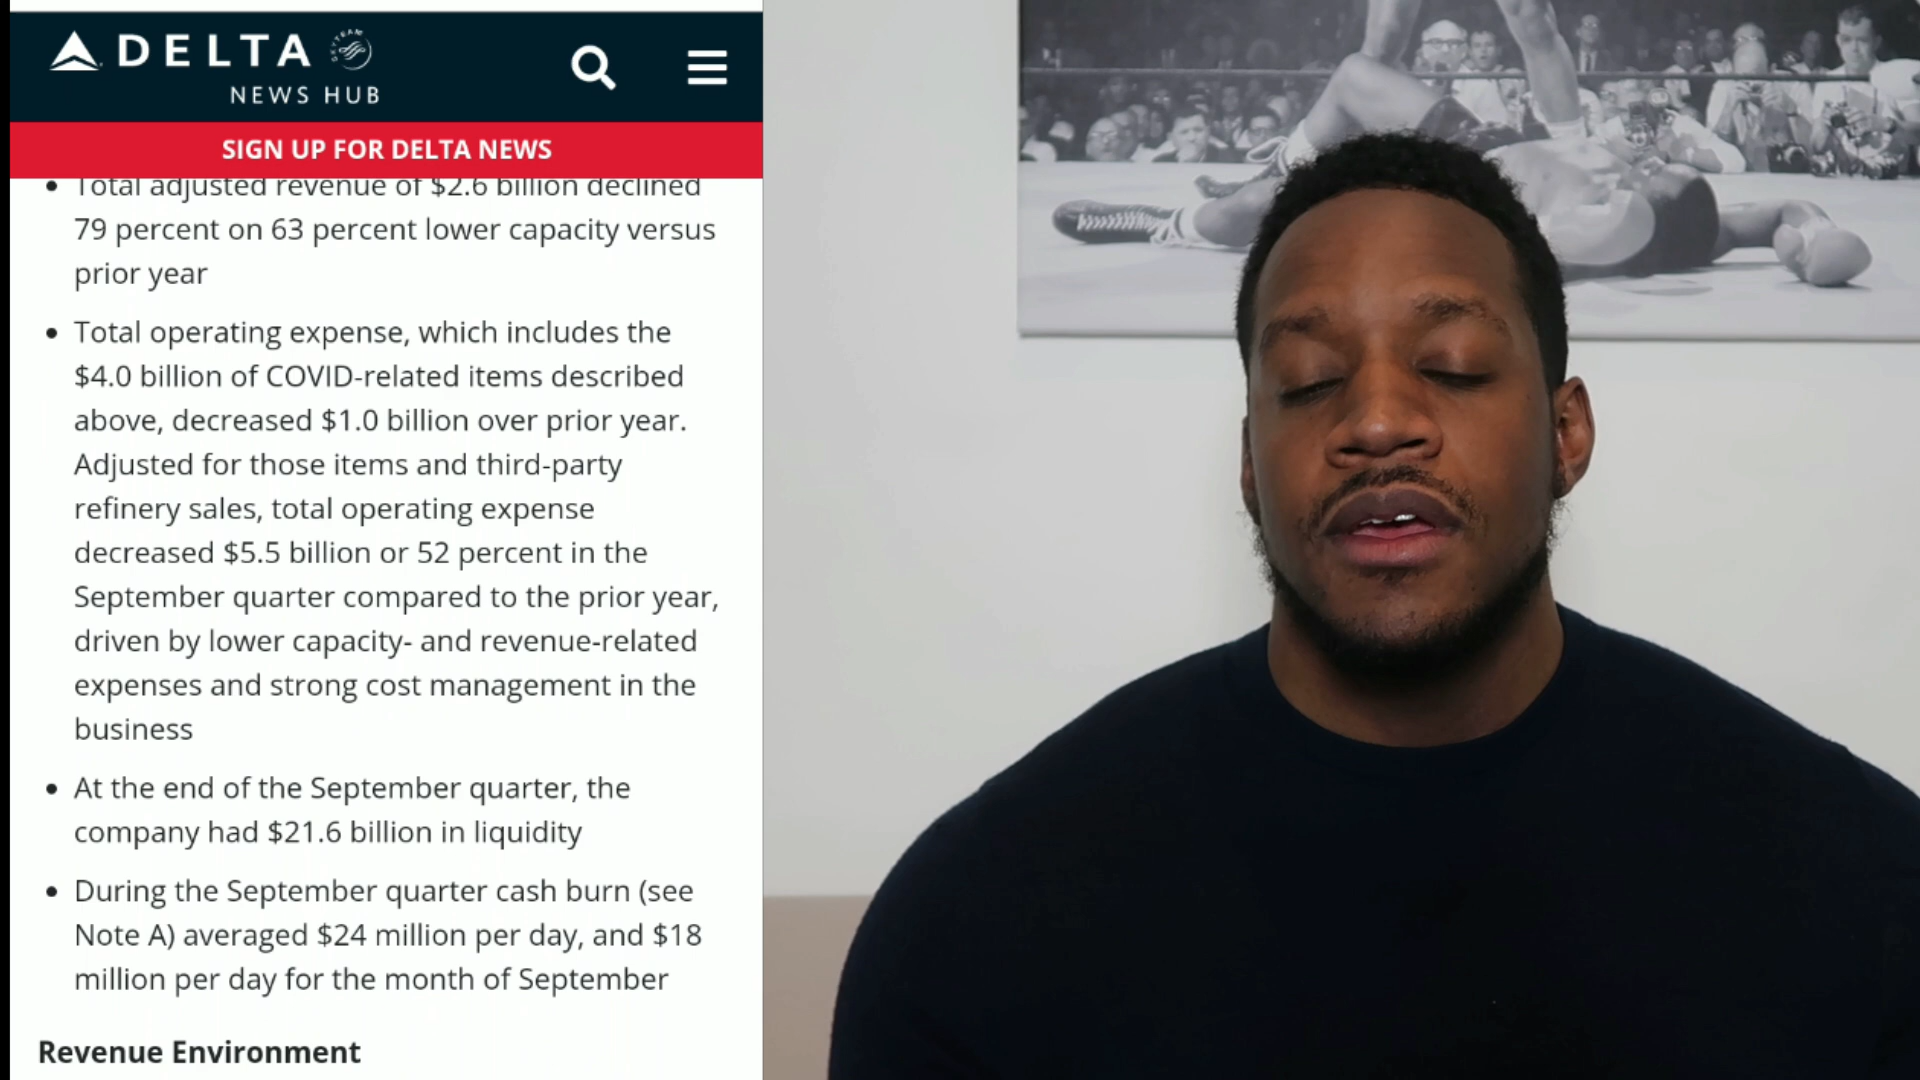 DELTA
SKYTEAM
NEWS HUB
SIGN UP FOR DELTA NEWS
• Total adjusted revenue of $2.6 billion declined
79 percent on 63 percent lower capacity versus
prior year
• Total operating expense, which includes the
$4.0 billion of COVID-related items described
above, decreased $1.0 billion over prior year.
Adjusted for those items and third-party
refinery sales, total operating expense
decreased $5.5 billion or 52 percent in the
September quarter compared to the prior year,
driven by lower capacity- and revenue-related
expenses and strong cost management in the
business
• At the end of the September quarter, the
company had $21.6 billion in liquidity
• During the September quarter cash burn (see
Note A) averaged $24 million per day, and $18
million per day for the month of September
Revenue Environment